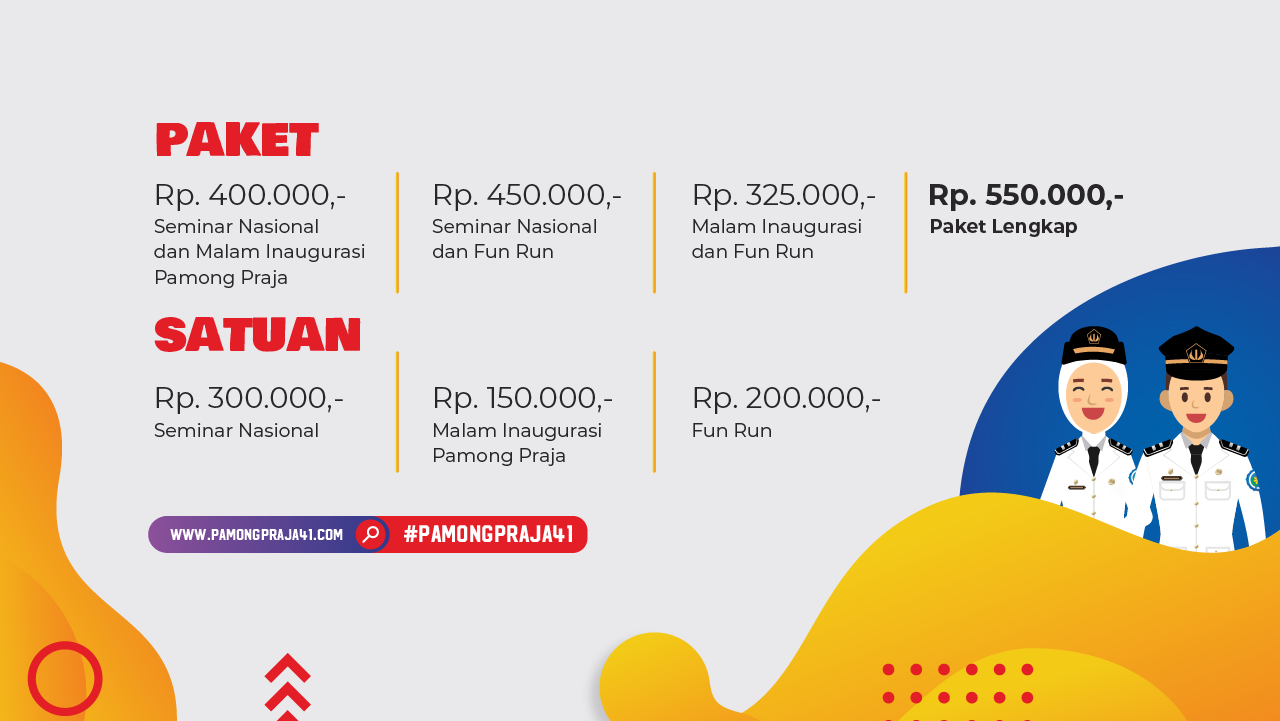 PAKET
Rp. 400.000,-
Seminar Nasional
dan Malam Inaugurasi
Pamong Praja
Rp. 450.000,-
Seminar Nasional
dan Fun Run
Rp. 325.000,-
Malam Inaugurasi
dan Fun Run
Rp. 550.000,-
Paket Lengkap
SATUAN
Rp. 300.000,-
Seminar Nasional
Rp. 150.000,-
Malam Inaugurasi
Pamong Praja
Rp. 200.000,-
Fun Run
WWW.PAMONGPRAJA41.COM
#PAMONGPRAJA41